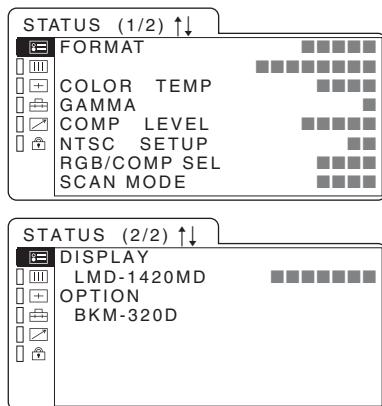 STATUS (1/2) ↑↓
FORMAT ■■■■■
■■■■■■■■
COLOR TEMP ■■■■
GAMMA ■
COMP LEVEL ■■■■■
NTSC SETUP ■■
RGB/COMP SEL ■■■■
SCAN MODE ■■■■
STATUS (2/2) ↑↓
DISPLAY
LMD-1420MD ■■■■■■■
OPTION
BKM-320D